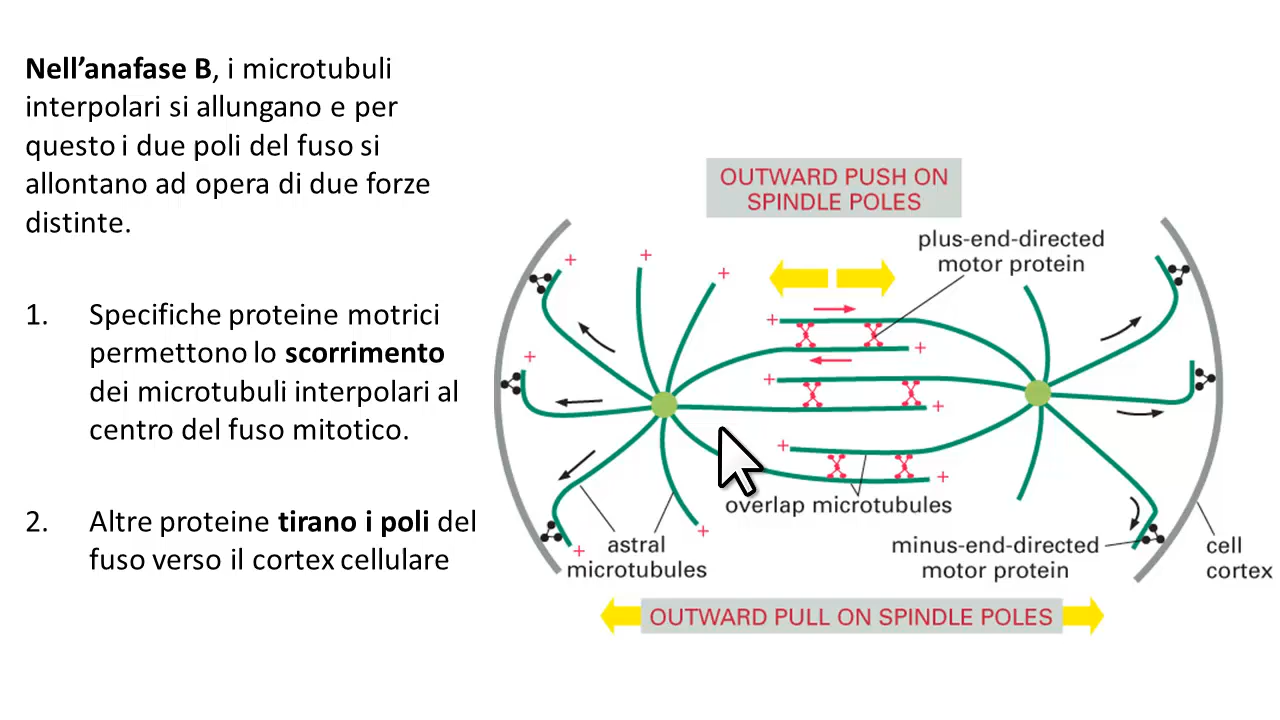 Nell’anafase B, i microtubuli
interpolari si allungano e per
questo i due poli del fuso si
allontano ad opera di due forze
distinte.
1. Specifiche proteine motrici
permettono lo scorrimento
dei microtubuli interpolari al
centro del fuso mitotico.
2. Altre proteine tirano i poli del
fuso verso il cortex cellulare
OUTWARD PUSH ON
SPINDLE POLES
plus-end-directed
motor protein
+
+
+
+
+
+
+
+
+
+
+
+
overlap microtubules
astral
microtubules
minus-end-directed
motor protein
cell
cortex
OUTWARD PULL ON SPINDLE POLES